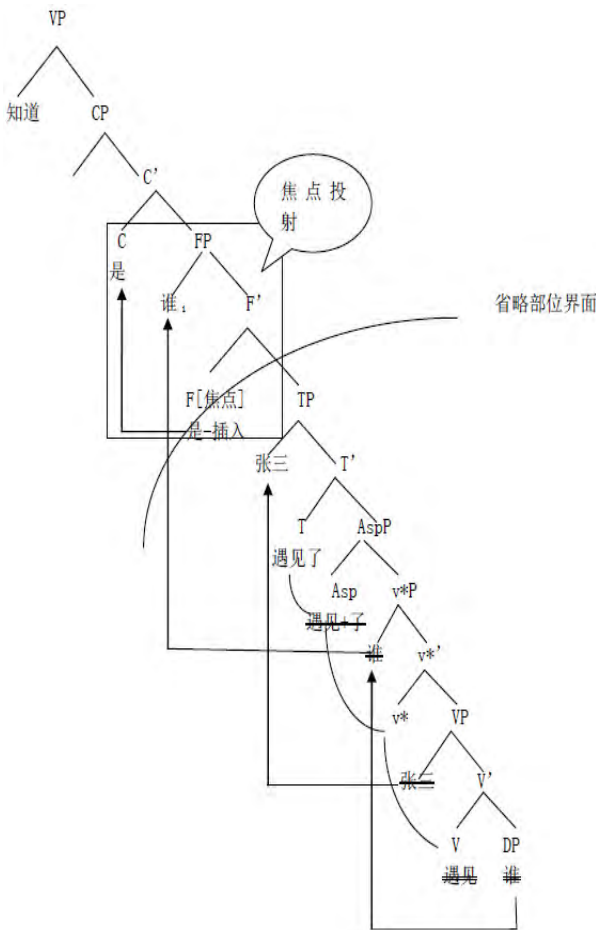 VP
知道 CP
C'
焦点投
射
C FP
是
谁i F'
省略部位界面
F[焦点] TP
是-插入
张三 T'
T AspP
遇见了
Asp v*P
遇见+了
谁 v*'
v* VP
张三 V'
V DP
遇见 谁